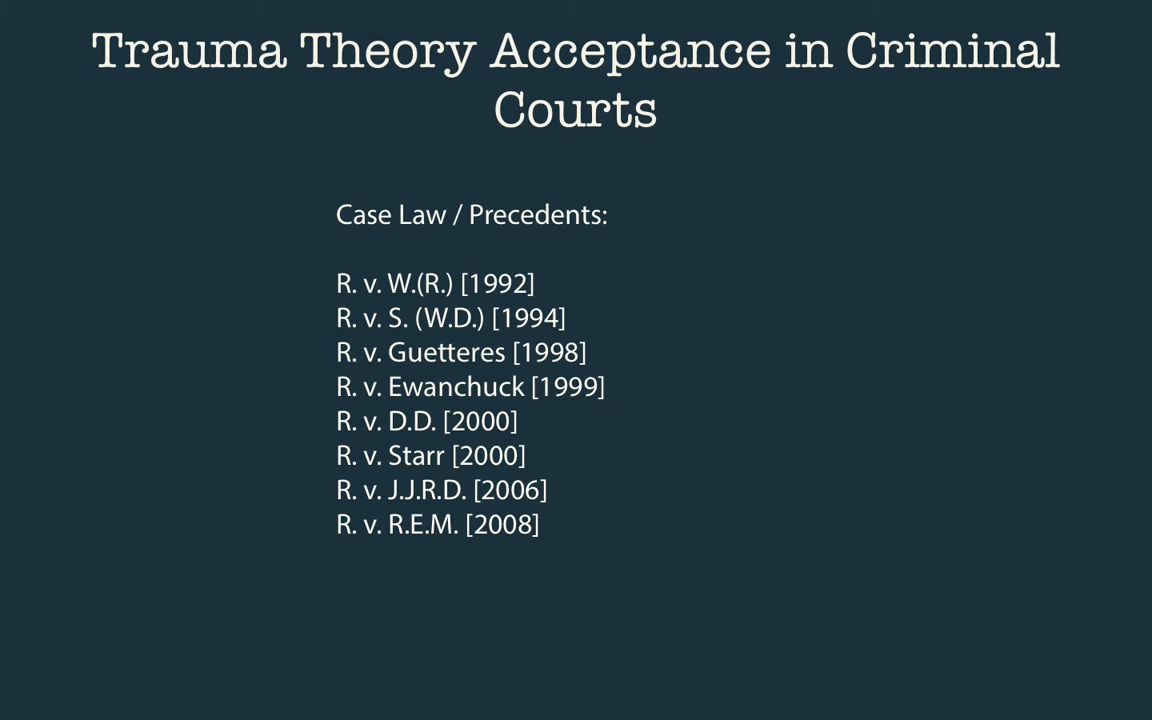 Trauma Theory Acceptance in Criminal
Courts
Case Law / Precedents:
R. v. W.(R.) [1992]
R. v. S. (W.D.) [1994]
R. v. Guetteres [1998]
R. v. Ewanchuck [1999]
R. v. D.D. [2000]
R. v. Starr [2000]
R. v. J.J.R.D. [2006]
R. v. R.E.M. [2008]